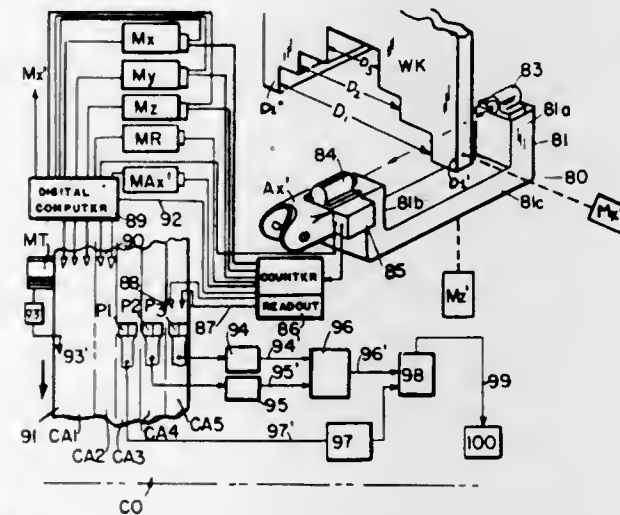 Mx
My
Mz
MR
MAx'
Mx'
DIGITAL
COMPUTER
89
92
MT
90
88
93
93'
P1
P2
P3
87
COUNTER
READOUT
86
85
84
Ax'
81b
81c
81a
81
80
83
WK
D3
D2
D1
D1'
D1"
Mx'
Mz'
94
94'
95
95'
96
96'
97
97'
98
99
100
91
CA1
CA2
CA3
CA4
CA5
CO